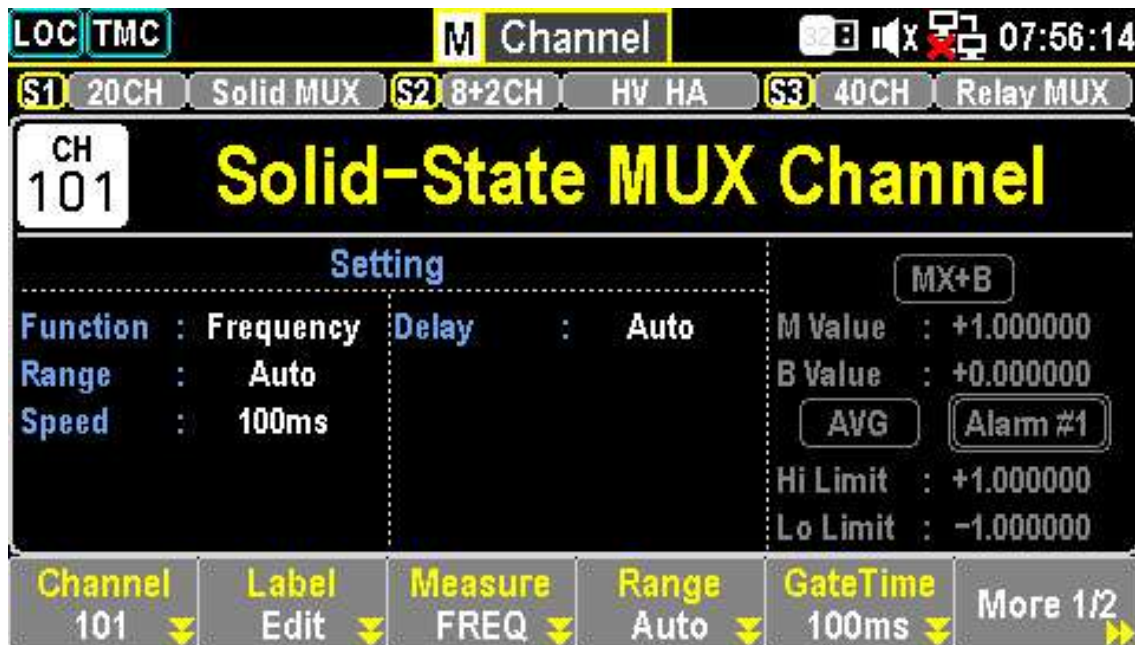 LOC TMC M Channel 32 X 07:56:14
S1 20CH Solid MUX S2 8+2CH HV HA S3 40CH Relay MUX
CH
101
Solid-State MUX Channel
Setting
Function : Frequency
Range : Auto
Speed : 100ms
Delay : Auto
MX+B
M Value : +1.000000
B Value : +0.000000
AVG Alarm #1
Hi Limit : +1.000000
Lo Limit : -1.000000
Channel
101
Label
Edit
Measure
FREQ
Range
Auto
GateTime
100ms
More 1/2